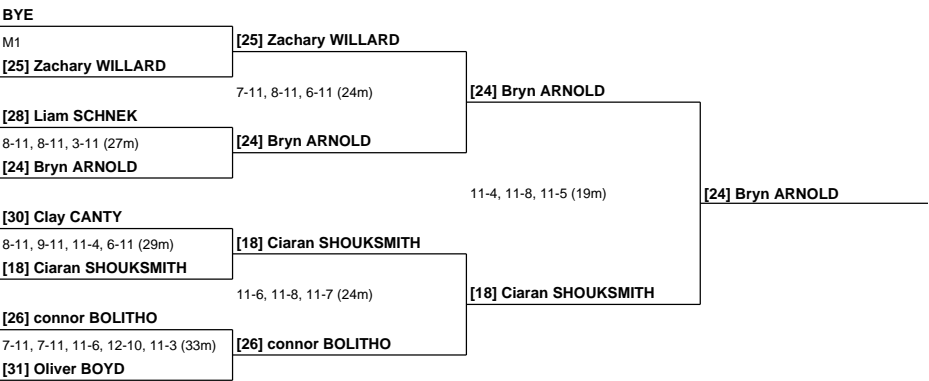 BYE
M1
[25] Zachary WILLARD
[28] Liam SCHNEK
8-11, 8-11, 3-11 (27m)
[24] Bryn ARNOLD
[30] Clay CANTY
8-11, 9-11, 11-4, 6-11 (29m)
[18] Ciaran SHOUKSMITH
[26] connor BOLITHO
7-11, 7-11, 11-6, 12-10, 11-3 (33m)
[31] Oliver BOYD
[25] Zachary WILLARD
7-11, 8-11, 6-11 (24m)
[24] Bryn ARNOLD
[18] Ciaran SHOUKSMITH
11-6, 11-8, 11-7 (24m)
[26] connor BOLITHO
[24] Bryn ARNOLD
11-4, 11-8, 11-5 (19m)
[18] Ciaran SHOUKSMITH
[24] Bryn ARNOLD